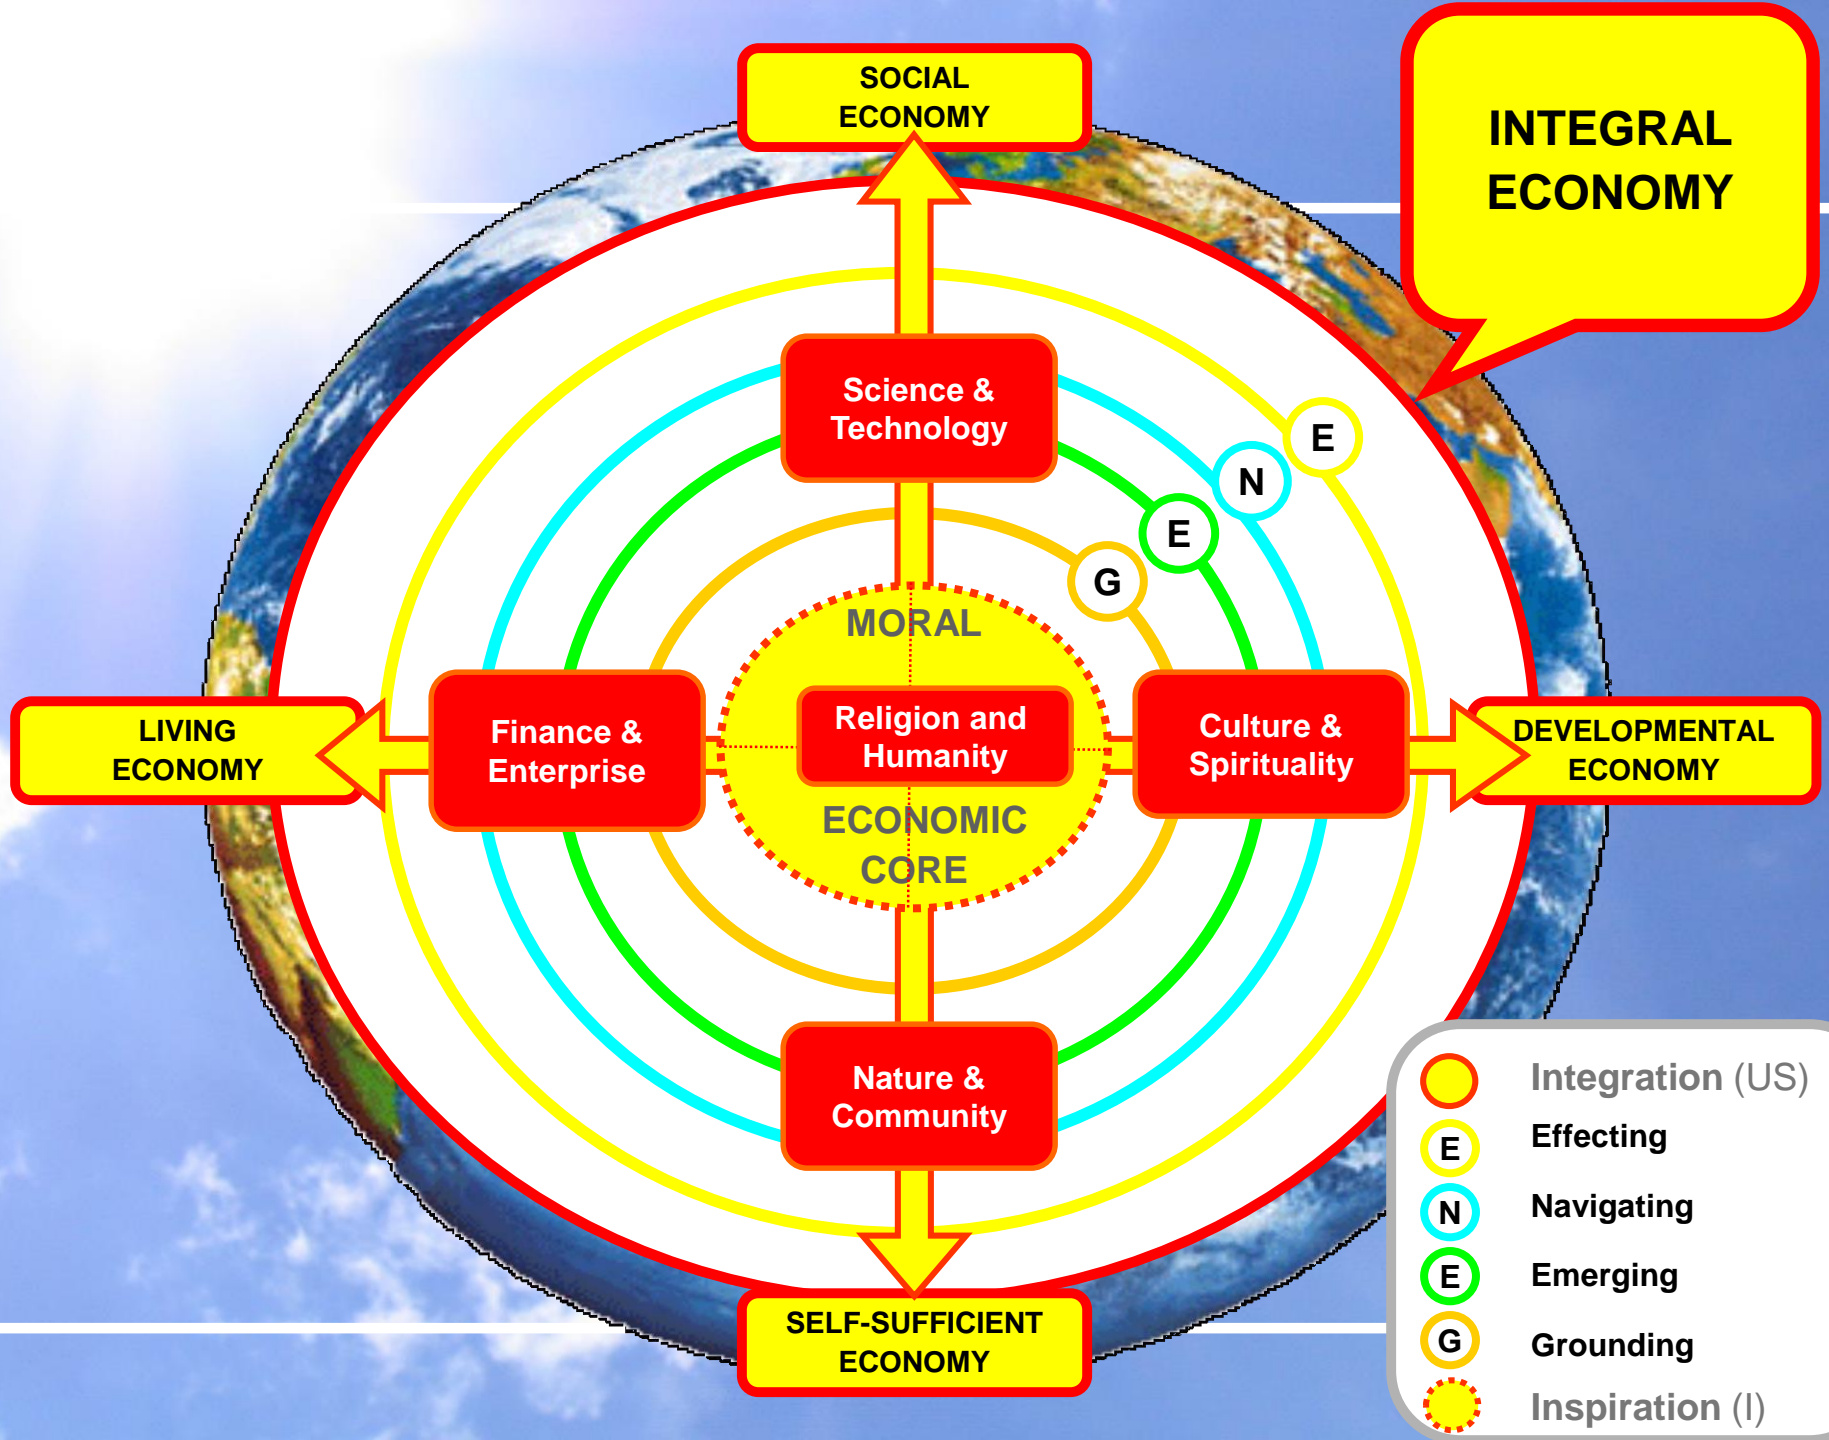 SOCIAL
ECONOMY
INTEGRAL
ECONOMY
Science &
Technology
E
N
E
G
MORAL
Religion and
Humanity
ECONOMIC
CORE
LIVING
ECONOMY
Finance &
Enterprise
Culture &
Spirituality
DEVELOPMENTAL
ECONOMY
Nature &
Community
SELF-SUFFICIENT
ECONOMY
Integration (US)
E Effecting
N Navigating
E Emerging
G Grounding
Inspiration (I)